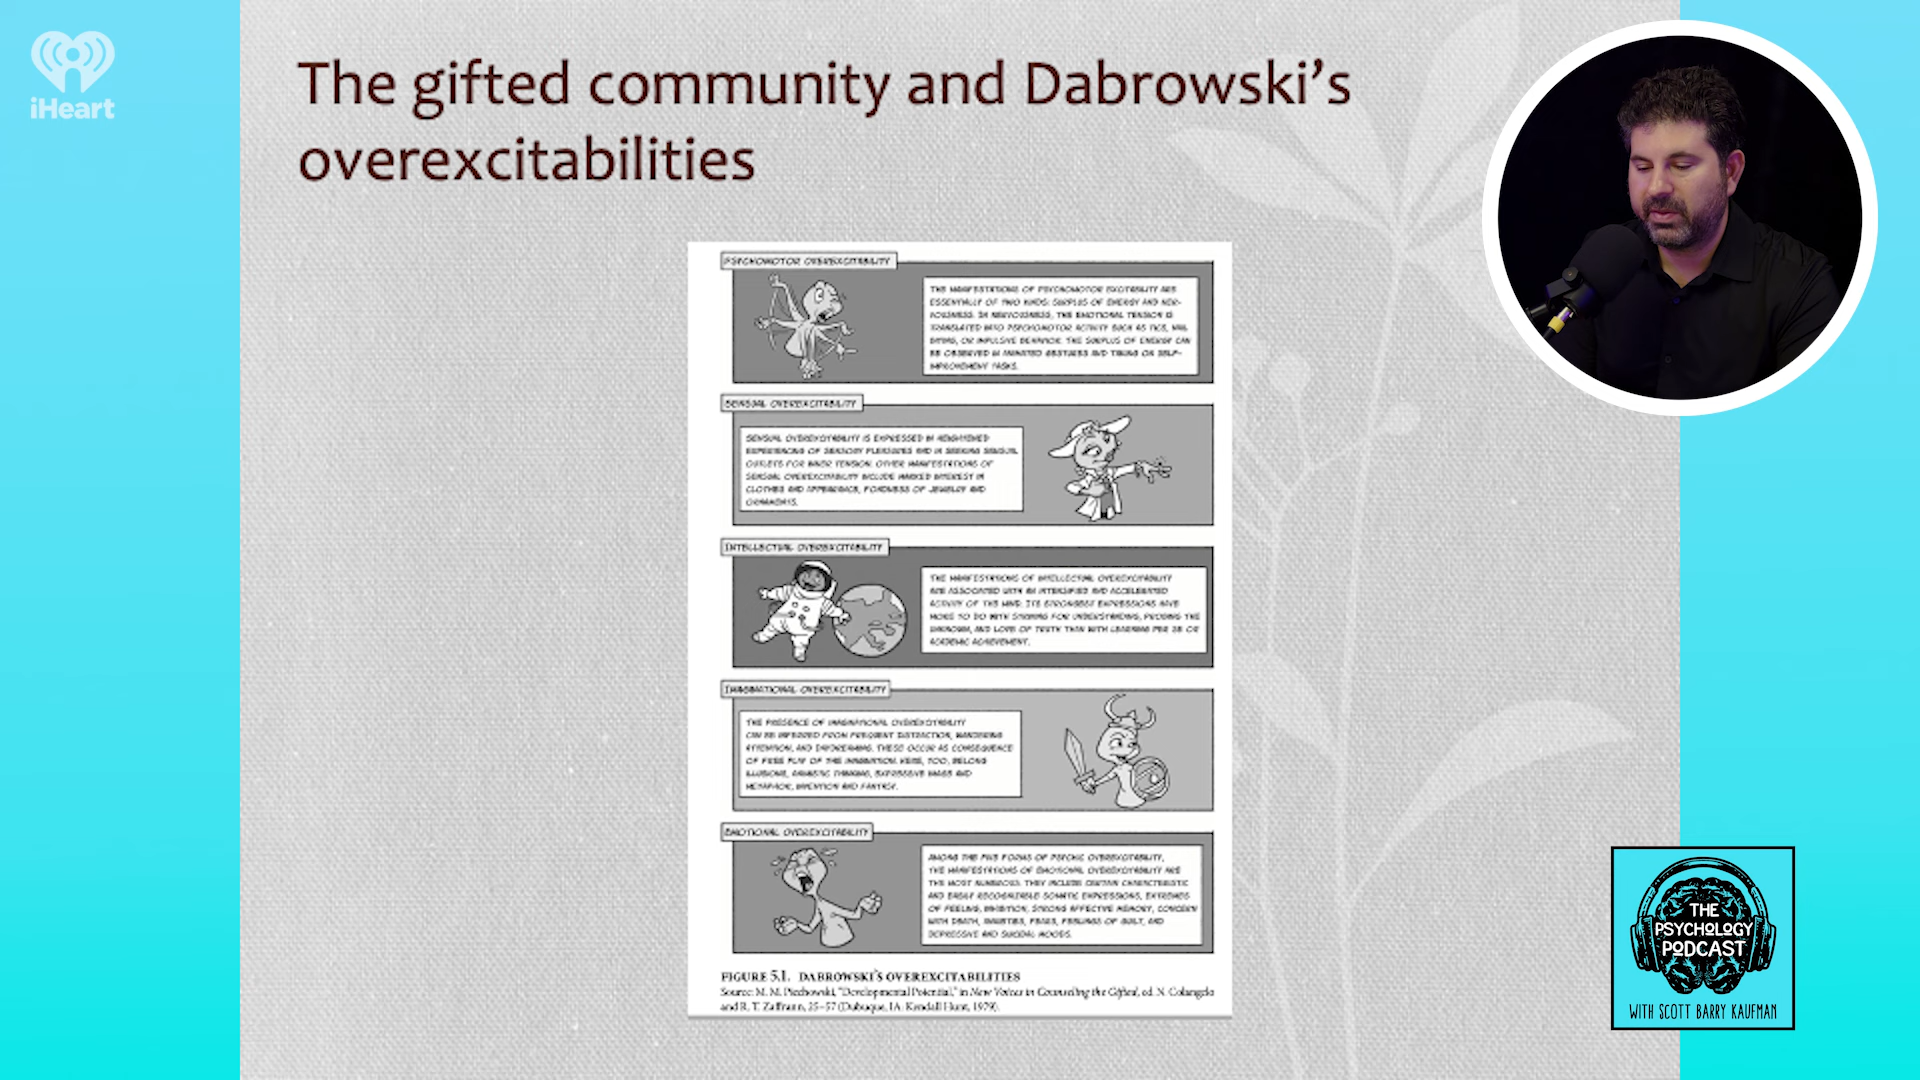 iHeart
The gifted community and Dabrowski's
overexcitabilities
PSYCHOMOTOR OVEREXCITABILITY
THE MANIFESTATIONS OF PSYCHOMOTOR EXCITABILITY ARE
ESSENTIALLY OF TWO KINDS: SURPLUS OF ENERGY AND NER-
VOUSNESS. IN NERVOUSNESS, THE EMOTIONAL TENSION IS
TRANSLATED INTO PSYCHOMOTOR ACTIVITY SUCH AS TICS, NAIL
BITING, OR IMPULSIVE BEHAVIOR. THE SURPLUS OF ENERGY CAN
BE OBSERVED IN ANIMATED GESTURES AND TAKING ON SELF-
IMPROVEMENT TASKS.
SENSUAL OVEREXCITABILITY
SENSUAL OVEREXCITABILITY IS EXPRESSED IN HEIGHTENED
EXPERIENCING OF SENSORY PLEASURES AND IN SEEKING SENSUAL
OUTLETS FOR INNER TENSION. OTHER MANIFESTATIONS OF
SENSUAL OVEREXCITABILITY INCLUDE MARKED INTEREST IN
CLOTHES AND APPEARANCE, FONDNESS OF JEWELRY AND
ORNAMENTS.
INTELLECTUAL OVEREXCITABILITY
THE MANIFESTATIONS OF INTELLECTUAL OVEREXCITABILITY
ARE ASSOCIATED WITH AN INTENSIFIED AND ACCELERATED
ACTIVITY OF THE MIND. ITS STRONGEST EXPRESSIONS HAVE
MORE TO DO WITH STRIVING FOR UNDERSTANDING, PROBING THE
UNKNOWN, AND LOVE OF TRUTH THAN WITH LEARNING PER SE OR
ACADEMIC ACHIEVEMENT.
IMAGINATIONAL OVEREXCITABILITY
THE PRESENCE OF IMAGINATIONAL OVEREXCITABILITY
CAN BE INFERRED FROM FREQUENT DISTRACTION, WANDERING
ATTENTION, AND DAYDREAMING. THESE OCCUR AS CONSEQUENCE
OF FREE PLAY OF THE IMAGINATION. HERE, TOO, BELONG
ILLUSIONS, ANIMISTIC THINKING, EXPRESSIVE IMAGE AND
METAPHOR, INVENTION AND FANTASY.
EMOTIONAL OVEREXCITABILITY
AMONG THE FIVE FORMS OF PSYCHIC OVEREXCITABILITY,
THE MANIFESTATIONS OF EMOTIONAL OVEREXCITABILITY ARE
THE MOST NUMEROUS. THEY INCLUDE CERTAIN CHARACTERISTIC
AND EASILY RECOGNIZABLE SOMATIC EXPRESSIONS, EXTREMES
OF FEELING, INHIBITION, STRONG AFFECTIVE MEMORY, CONCERN
WITH DEATH, ANXIETIES, FEARS, FEELINGS OF GUILT, AND
DEPRESSIVE AND SUICIDAL MOODS.
FIGURE 5.1. DABROWSKI'S OVEREXCITABILITIES
Source: M. M. Piechowski, "Developmental Potential," in New Voices in Counseling the Gifted, ed. N. Colangelo
and R. T. Zaffrann, 25–57 (Dubuque, IA: Kendall Hunt, 1979).
THE
PSYCHOLOGY
PODCAST
WITH SCOTT BARRY KAUFMAN